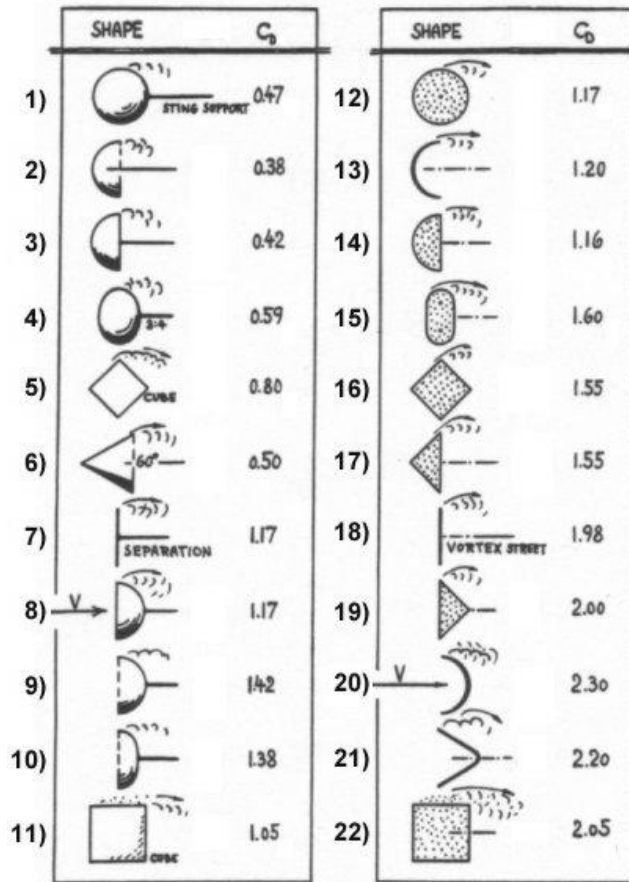 SHAPE C_D
1) 0.47
STING SUPPORT
2) 0.38
3) 0.42
4) 0.59
3:4
5) 0.80
CUBE
6) 60° 0.50
7) 1.17
SEPARATION
8) V 1.17
9) 1.42
10) 1.38
11) 1.05
CUBE
SHAPE C_D
12) 1.17
13) 1.20
14) 1.16
15) 1.60
16) 1.55
17) 1.55
18) 1.98
VORTEX STREET
19) 2.00
20) V 2.30
21) 2.20
22) 2.05